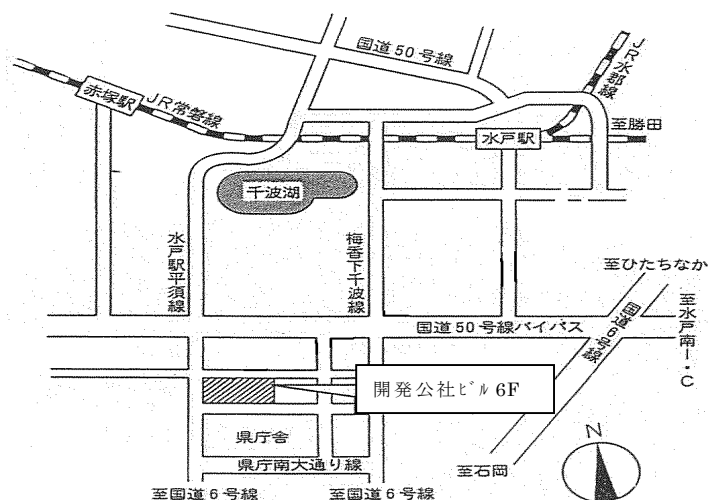 国道50号線
JR水郡線
赤塚駅
JR常磐線
至勝田
水戸駅
千波湖
水戸駅平須線
梅香下千波線
至ひたちなか
国道50号線バイパス
国道6号線
至水戸南I・C
開発公社ビル 6F
県庁舎
県庁南大通り線
至石岡
N
至国道6号線
至国道6号線